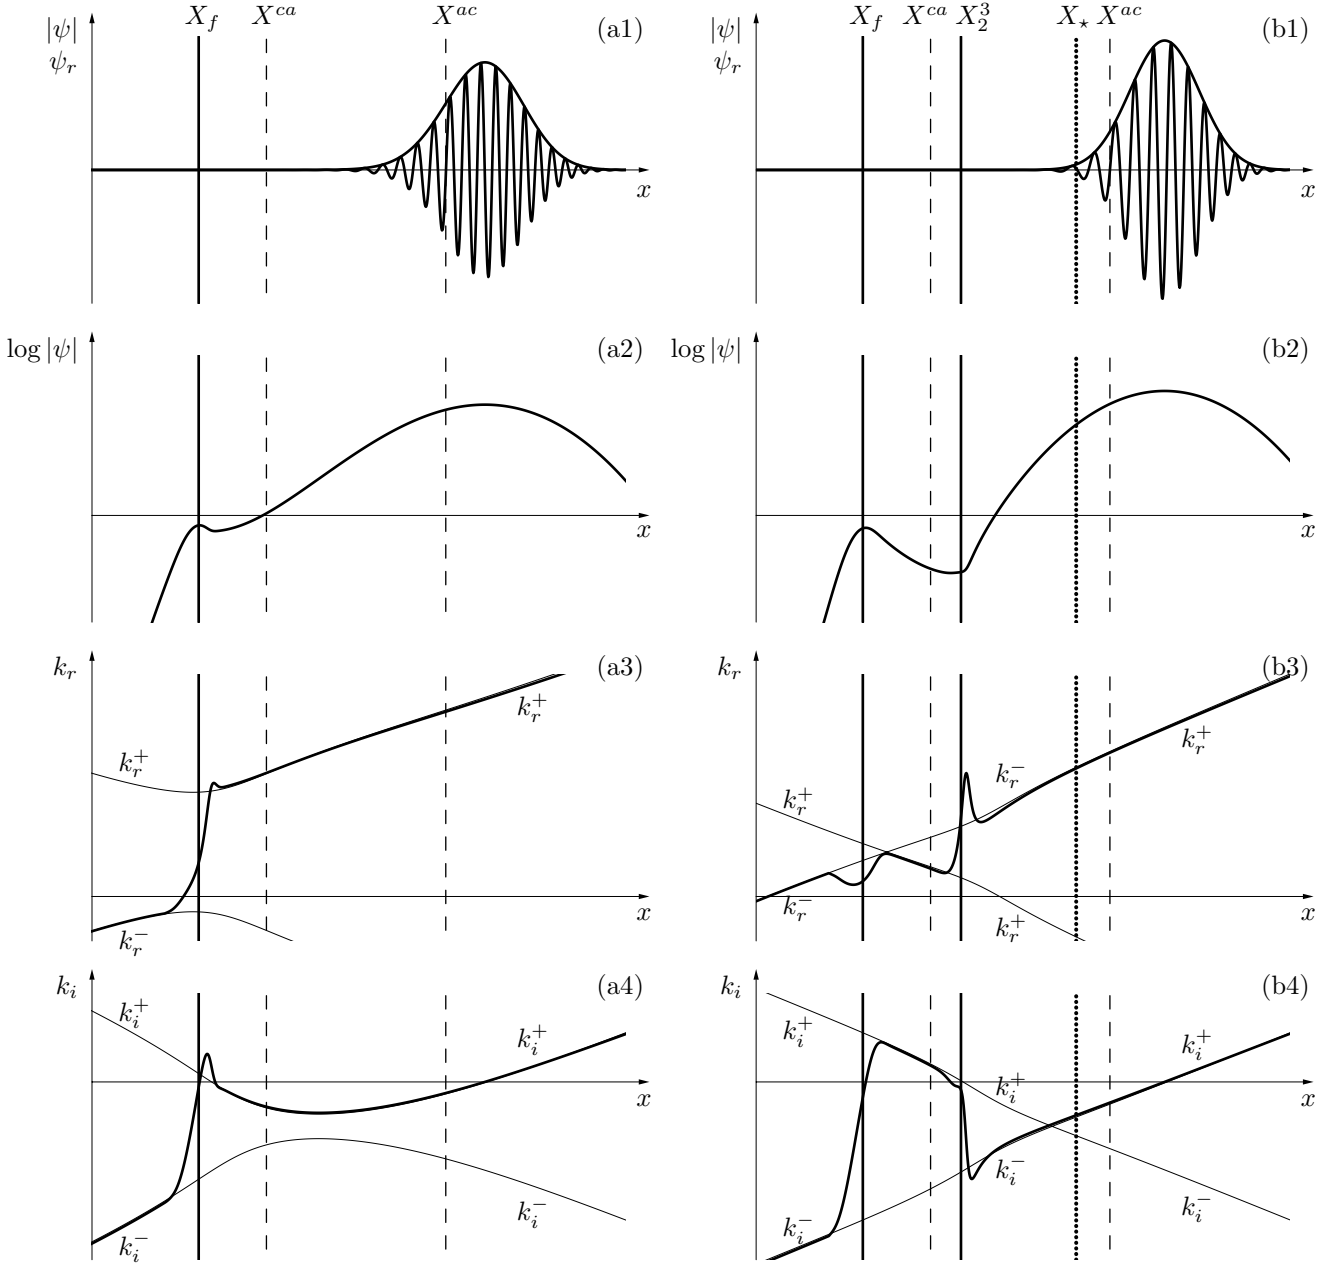 X_f X^{ca} X^{ac} (a1)
|ψ|
ψ_r
x
X_f X^{ca} X_2^3 X_⋆ X^{ac} (b1)
|ψ|
ψ_r
x
log |ψ| (a2)
x
log |ψ| (b2)
x
k_r (a3)
k_r^+
k_r^+
x
k_r^-
k_r (b3)
k_r^-
k_r^+
k_r^+
k_r^-
x
k_r^+
k_i (a4)
k_i^+
k_i^+
x
k_i^-
k_i^-
k_i (b4)
k_i^+
k_i^+
k_i^+
x
k_i^-
k_i^-
k_i^-